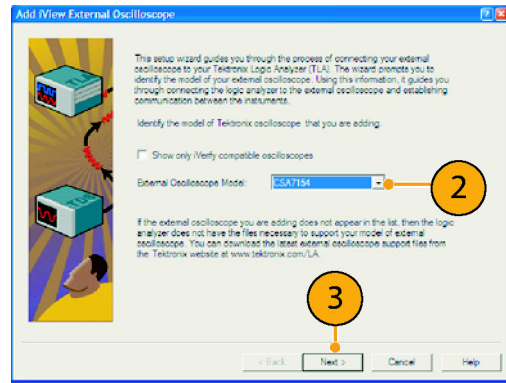 Add iView External Oscilloscope
This setup wizard guides you through the process of connecting your external
oscilloscope to your Tektronix Logic Analyzer (TLA). The wizard prompts you to
identify the model of your external oscilloscope. Using this information, it guides you
through connecting the logic analyzer to the external oscilloscope and establishing
communication between the instruments.
Identify the model of Tektronix oscilloscope that you are adding.
Show only iVerify compatible oscilloscopes
External Oscilloscope Model: CSA7154
2
If the external oscilloscope you are adding does not appear in the list, then the logic
analyzer does not have the files necessary to support your model of external
oscilloscope. You can download the latest external oscilloscope support files from
the Tektronix website at www.tektronix.com/LA.
3
< Back Next > Cancel Help
TLA
TDS